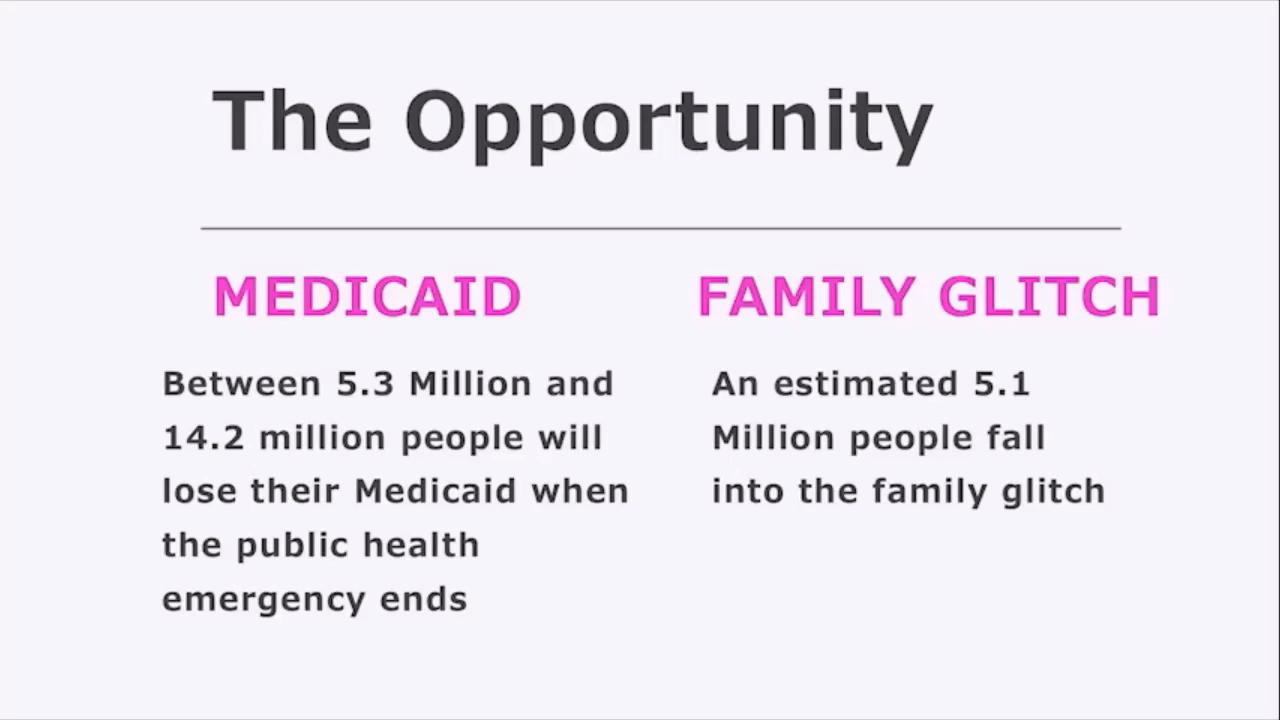 The Opportunity
MEDICAID
Between 5.3 Million and
14.2 million people will
lose their Medicaid when
the public health
emergency ends
FAMILY GLITCH
An estimated 5.1
Million people fall
into the family glitch